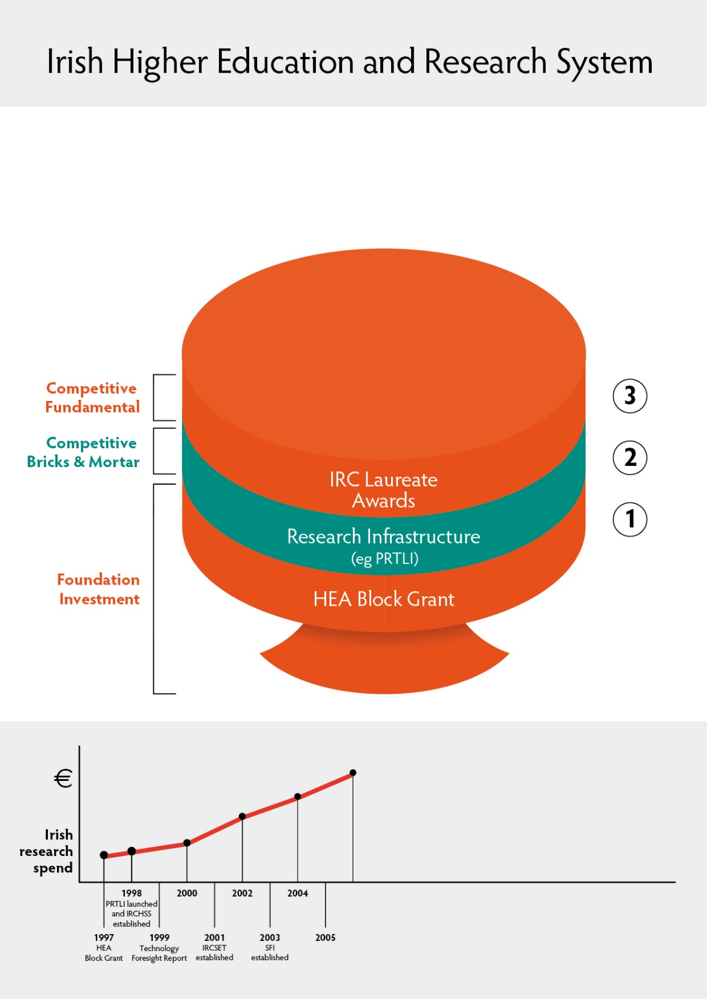 Irish Higher Education and Research System
Competitive
Fundamental
3
Competitive
Bricks & Mortar
2
1
IRC Laureate
Awards
Research Infrastructure
(eg PRTLI)
Foundation
Investment
HEA Block Grant
€
Irish
research
spend
1998
PRTLI launched
and IRCHSS
established
2000
2002
2004
1997
HEA
Block Grant
1999
Technology
Foresight Report
2001
IRCSET
established
2003
SFI
established
2005